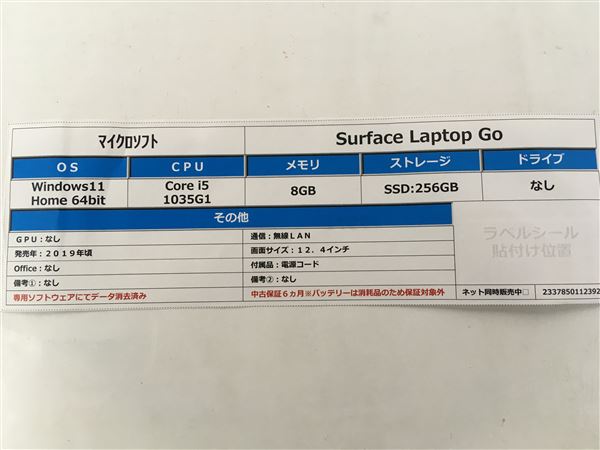 マイクロソフト Surface Laptop Go
OS CPU メモリ ストレージ ドライブ
Windows11 Home 64bit Core i5 1035G1 8GB SSD:256GB なし
その他
GPU：なし 通信：無線LAN
発売年：2019年頃 画面サイズ：12．4インチ
Office：なし 付属品：電源コード
備考①：なし 備考②：なし
ラベルシール
貼付け位置
専用ソフトウェアにてデータ消去済み 中古保証６ヵ月※バッテリーは消耗品のため保証対象外 ネット同時販売中□ 2337850112392